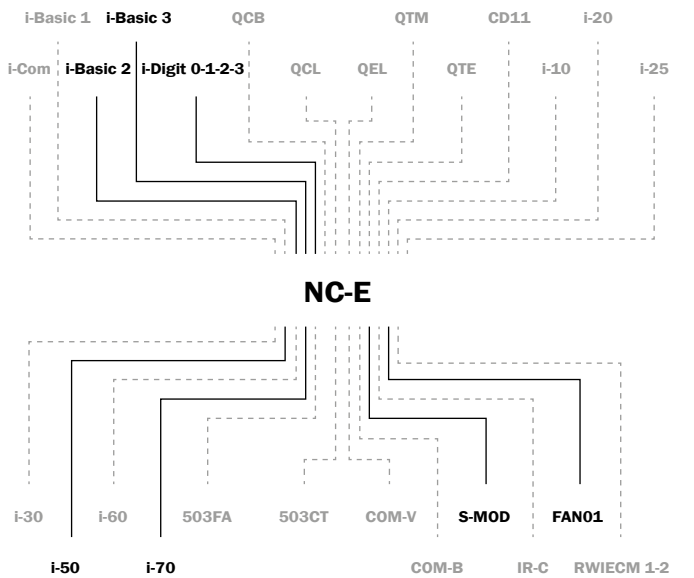 i-Basic 1 i-Basic 3 QCB QTM CD11 i-20
i-Com i-Basic 2 i-Digit 0-1-2-3 QCL QEL QTE i-10 i-25
NC-E
i-30 i-60 503FA 503CT COM-V S-MOD FAN01
i-50 i-70 COM-B IR-C RWIECM 1-2